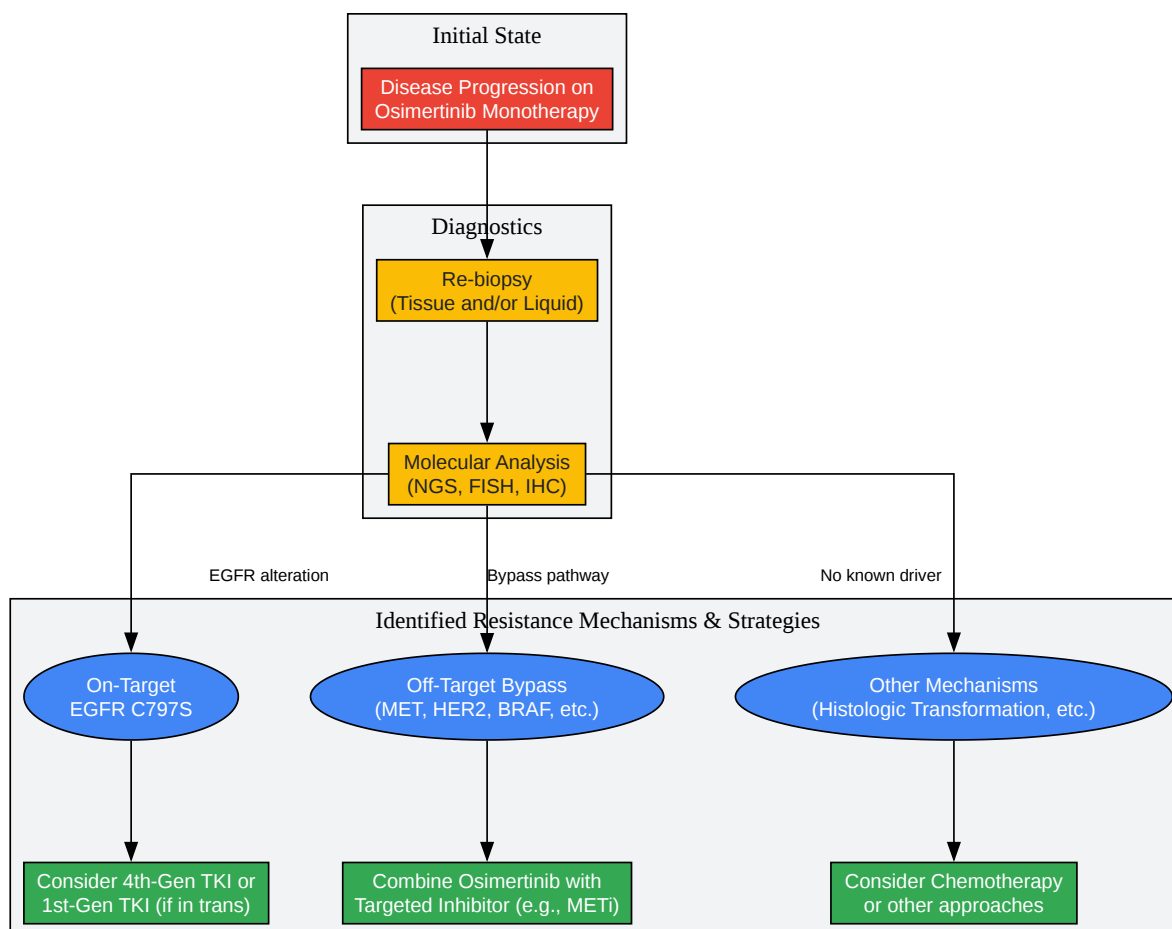 Initial State
Disease Progression on
Osimertinib Monotherapy
Diagnostics
Re-biopsy
(Tissue and/or Liquid)
Molecular Analysis
(NGS, FISH, IHC)
EGFR alteration
Bypass pathway
No known driver
Identified Resistance Mechanisms & Strategies
On-Target
EGFR C797S
Off-Target Bypass
(MET, HER2, BRAF, etc.)
Other Mechanisms
(Histologic Transformation, etc.)
Consider 4th-Gen TKI or
1st-Gen TKI (if in trans)
Combine Osimertinib with
Targeted Inhibitor (e.g., METi)
Consider Chemotherapy
or other approaches